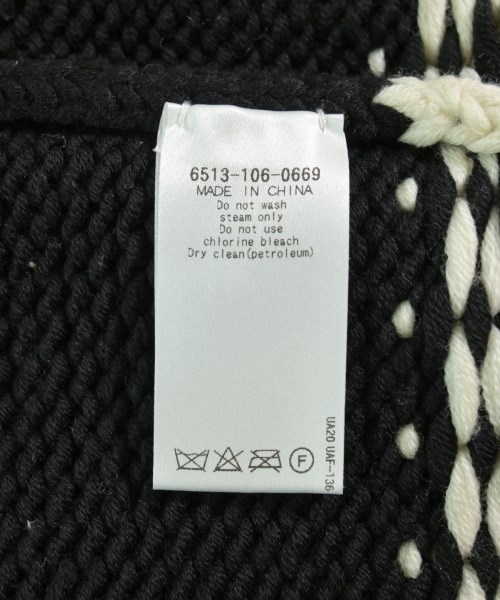 6513-106-0669
MADE IN CHINA
Do not wash
steam only
Do not use
chlorine bleach
Dry clean(petroleum)
F
UA20 UAF-136